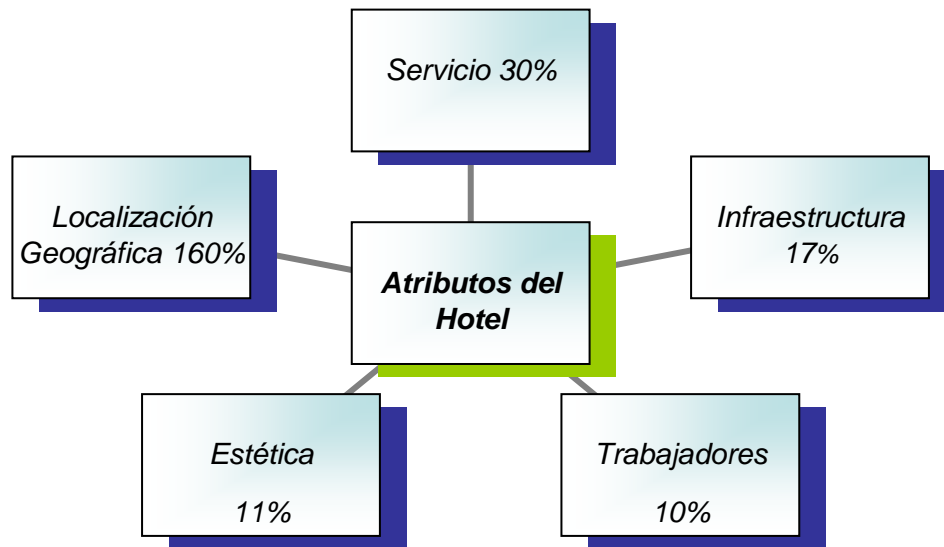 Servicio 30%
Localización
Geográfica 160%
Infraestructura
17%
Atributos del
Hotel
Estética
11%
Trabajadores
10%